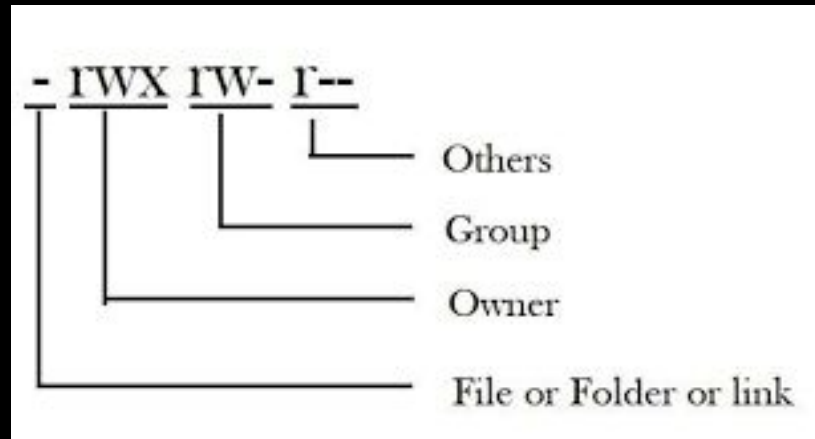 - rwx rw- r--
Others
Group
Owner
File or Folder or link